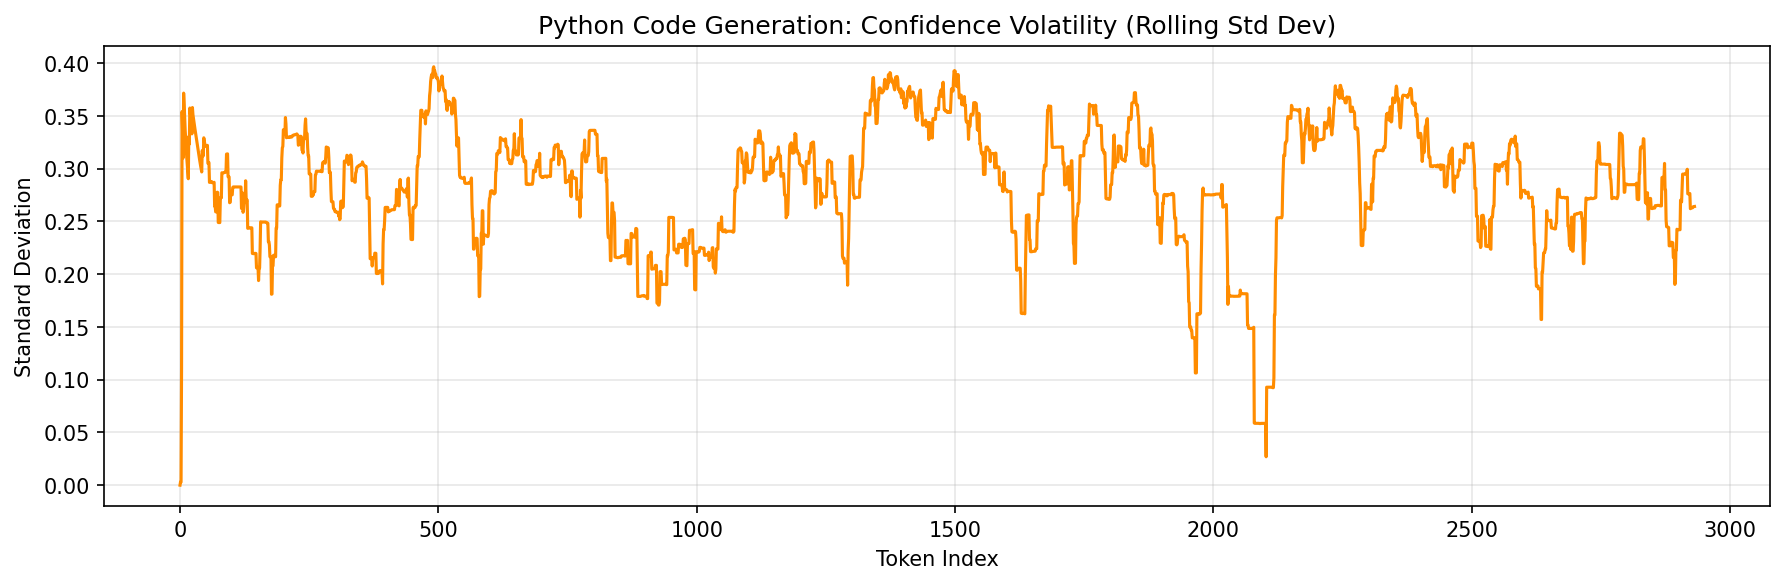 Python Code Generation: Confidence Volatility (Rolling Std Dev)
Standard Deviation
0.40
0.35
0.30
0.25
0.20
0.15
0.10
0.05
0.00
0 500 1000 1500 2000 2500 3000
Token Index